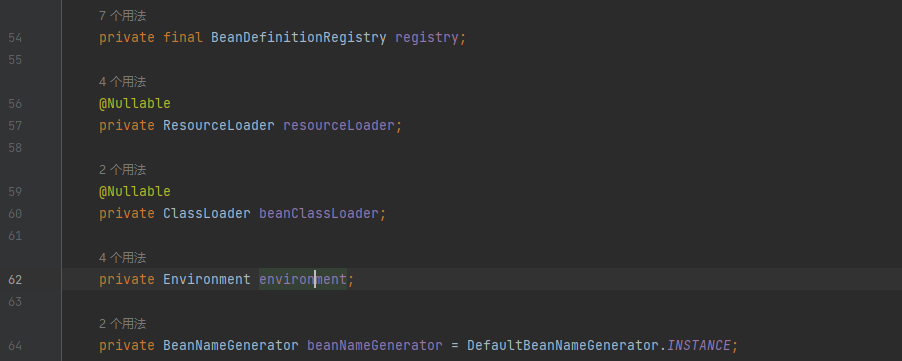 7 个用法
54 private final BeanDefinitionRegistry registry;
55
4 个用法
56 @Nullable
57 private ResourceLoader resourceLoader;
58
2 个用法
59 @Nullable
60 private ClassLoader beanClassLoader;
61
4 个用法
62 private Environment environment;
63
2 个用法
64 private BeanNameGenerator beanNameGenerator = DefaultBeanNameGenerator.INSTANCE;